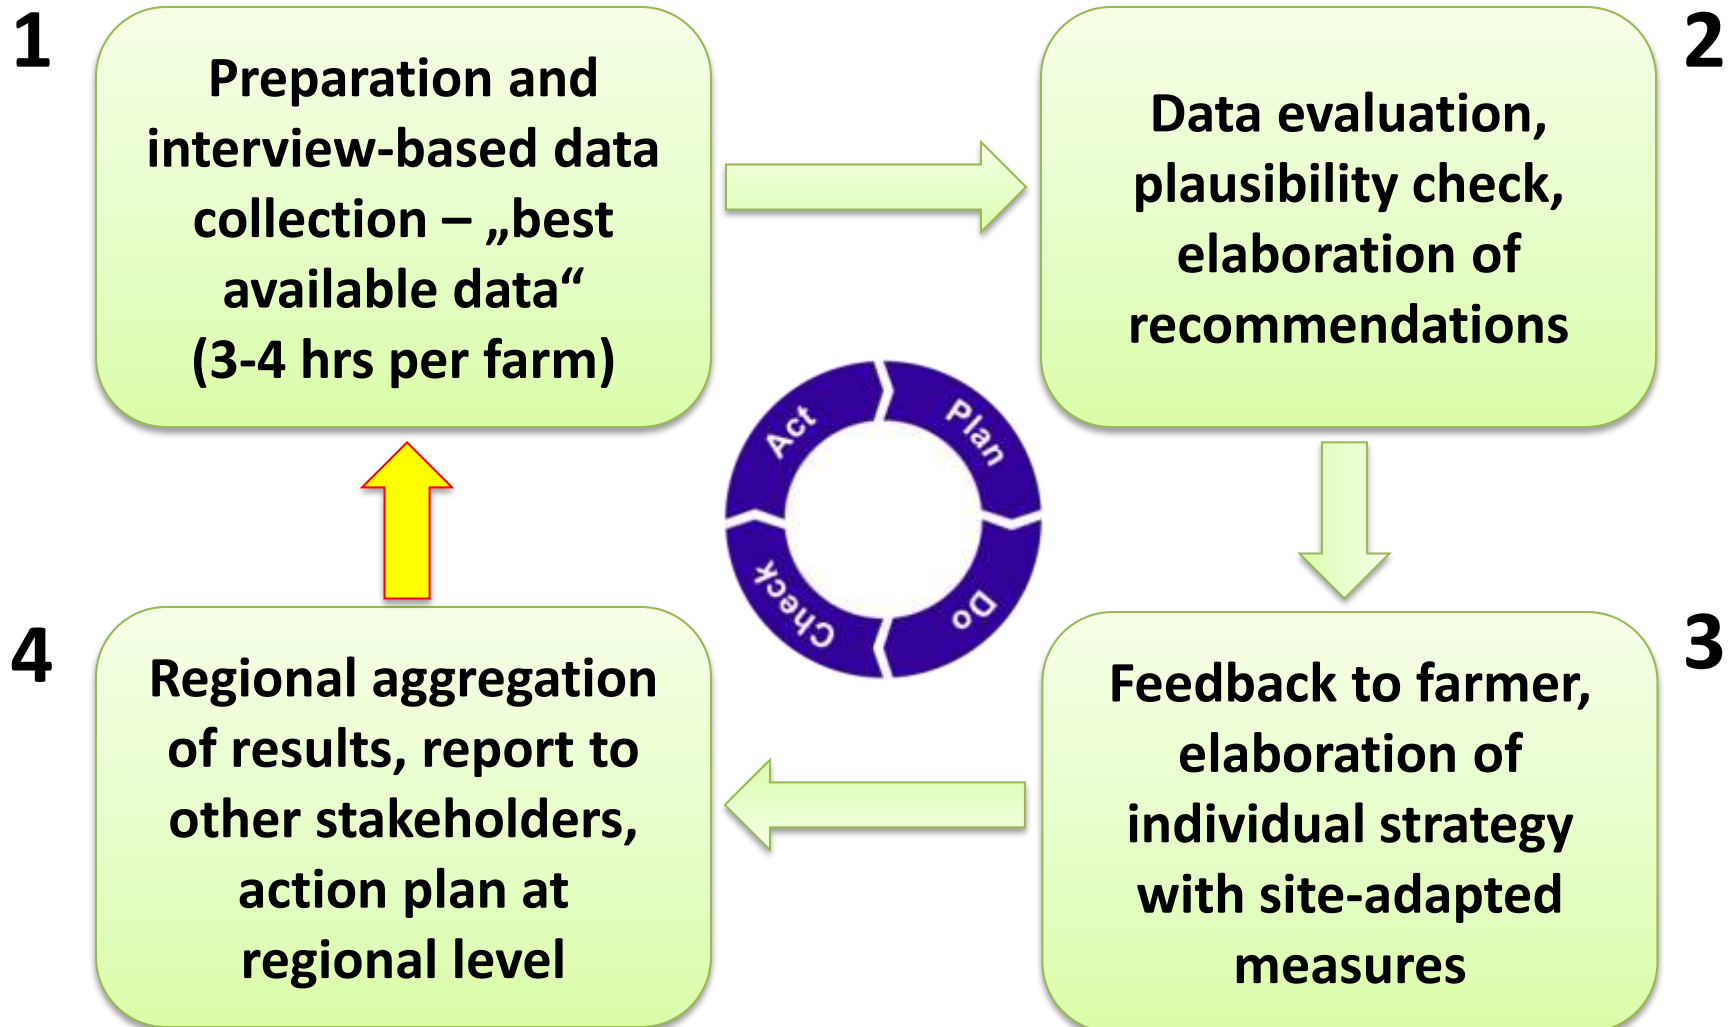 1
Preparation and
interview-based data
collection – „best
available data“
(3-4 hrs per farm)
2
Data evaluation,
plausibility check,
elaboration of
recommendations
Act
Plan
Check
Do
4
Regional aggregation
of results, report to
other stakeholders,
action plan at
regional level
3
Feedback to farmer,
elaboration of
individual strategy
with site-adapted
measures